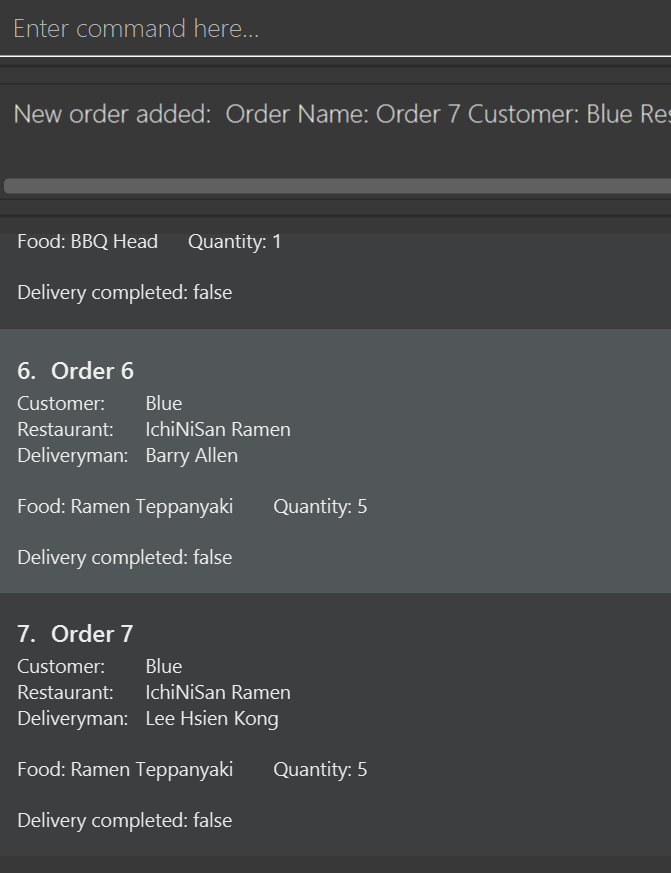 Enter command here...
New order added: Order Name: Order 7 Customer: Blue
Food: BBQ Head Quantity: 1
Delivery completed: false
6. Order 6
Customer: Blue
Restaurant: IchiNiSan Ramen
Deliveryman: Barry Allen
Food: Ramen Teppanyaki Quantity: 5
Delivery completed: false
7. Order 7
Customer: Blue
Restaurant: IchiNiSan Ramen
Deliveryman: Lee Hsien Kong
Food: Ramen Teppanyaki Quantity: 5
Delivery completed: false